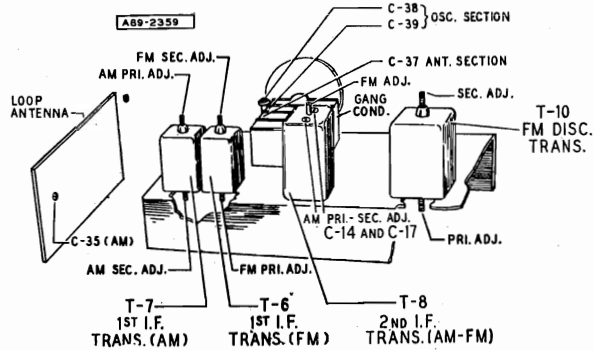 A89-2359
C-38
C-39
OSC. SECTION
FM SEC. ADJ.
C-37 ANT. SECTION
AM PRI. ADJ.
FM ADJ.
SEC. ADJ.
LOOP
ANTENNA
GANG
COND.
T-10
FM DISC.
TRANS.
AM PRI.- SEC. ADJ.
C-14 AND C-17
C-35 (AM)
PRI. ADJ.
AM SEC. ADJ.
FM PRI. ADJ.
T-7
1ST I.F.
TRANS. (AM)
T-6
1ST I.F.
TRANS. (FM)
T-8
2ND I.F.
TRANS. (AM-FM)